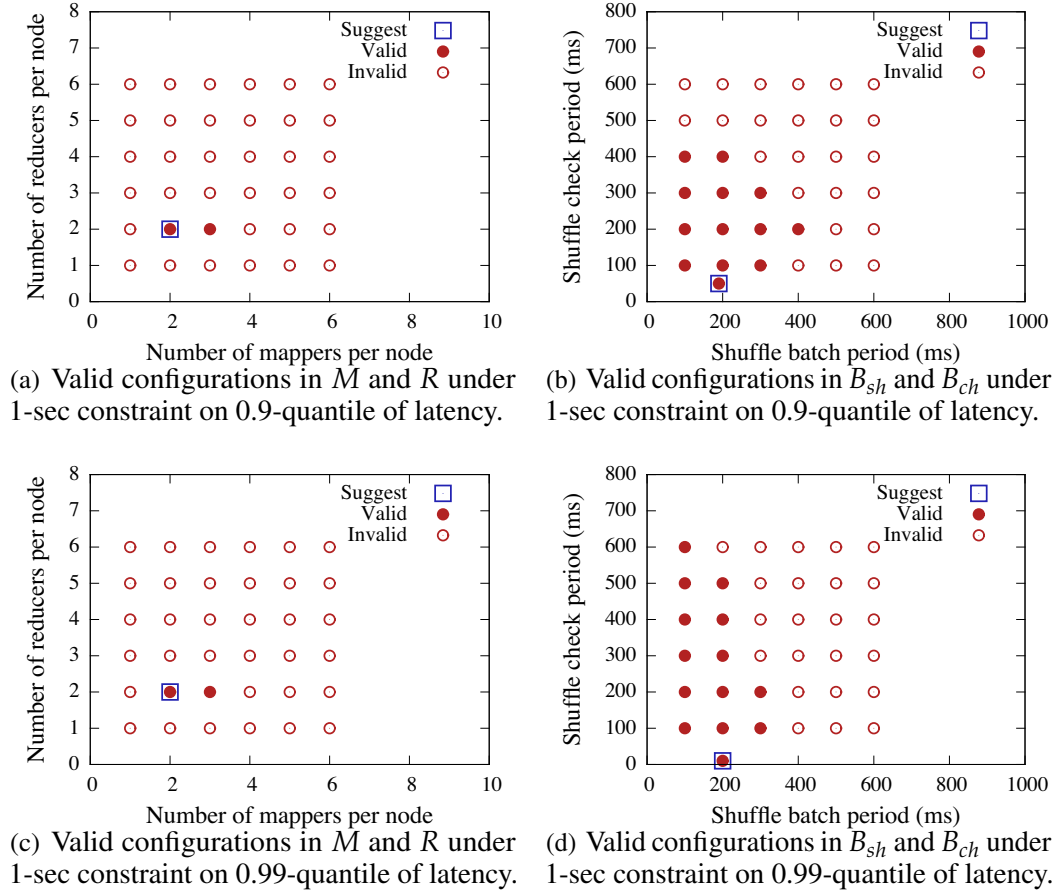 Number of reducers per node
8
7
6
5
4
3
2
1
0
Suggest
Valid
Invalid
0 2 4 6 8 10
Number of mappers per node
(a) Valid configurations in M and R under
1-sec constraint on 0.9-quantile of latency.
Shuffle check period (ms)
800
700
600
500
400
300
200
100
0
Suggest
Valid
Invalid
0 200 400 600 800 1000
Shuffle batch period (ms)
(b) Valid configurations in B_sh and B_ch under
1-sec constraint on 0.9-quantile of latency.
Number of reducers per node
8
7
6
5
4
3
2
1
0
Suggest
Valid
Invalid
0 2 4 6 8 10
Number of mappers per node
(c) Valid configurations in M and R under
1-sec constraint on 0.99-quantile of latency.
Shuffle check period (ms)
800
700
600
500
400
300
200
100
0
Suggest
Valid
Invalid
0 200 400 600 800 1000
Shuffle batch period (ms)
(d) Valid configurations in B_sh and B_ch under
1-sec constraint on 0.99-quantile of latency.